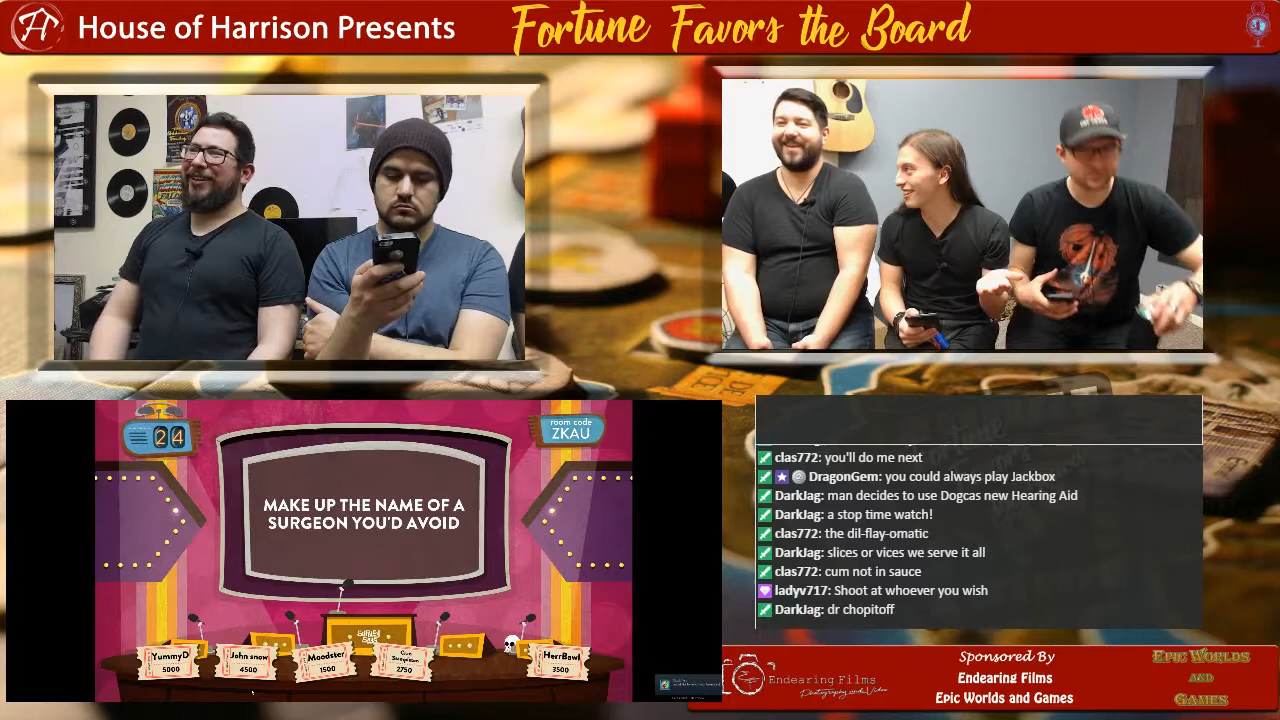 House of Harrison Presents
Fortune Favors the Board
24
room code
ZKAU
MAKE UP THE NAME OF A
SURGEON YOU'D AVOID
YummyD
5000
John snow
4500
Moodster
1500
2750
HerrBawl
3500
clas772: you'll do me next
DragonGem: you could always play Jackbox
DarkJag: man decides to use Dogcas new Hearing Aid
DarkJag: a stop time watch!
clas772: the dil-flay-omatic
DarkJag: slices or vices we serve it all
clas772: cum not in sauce
ladyv717: Shoot at whoever you wish
DarkJag: dr chopitoff
Endearing Films
Photography and Video
Sponsored By
Endearing Films
Epic Worlds and Games
EPIC WORLDS
AND
GAMES